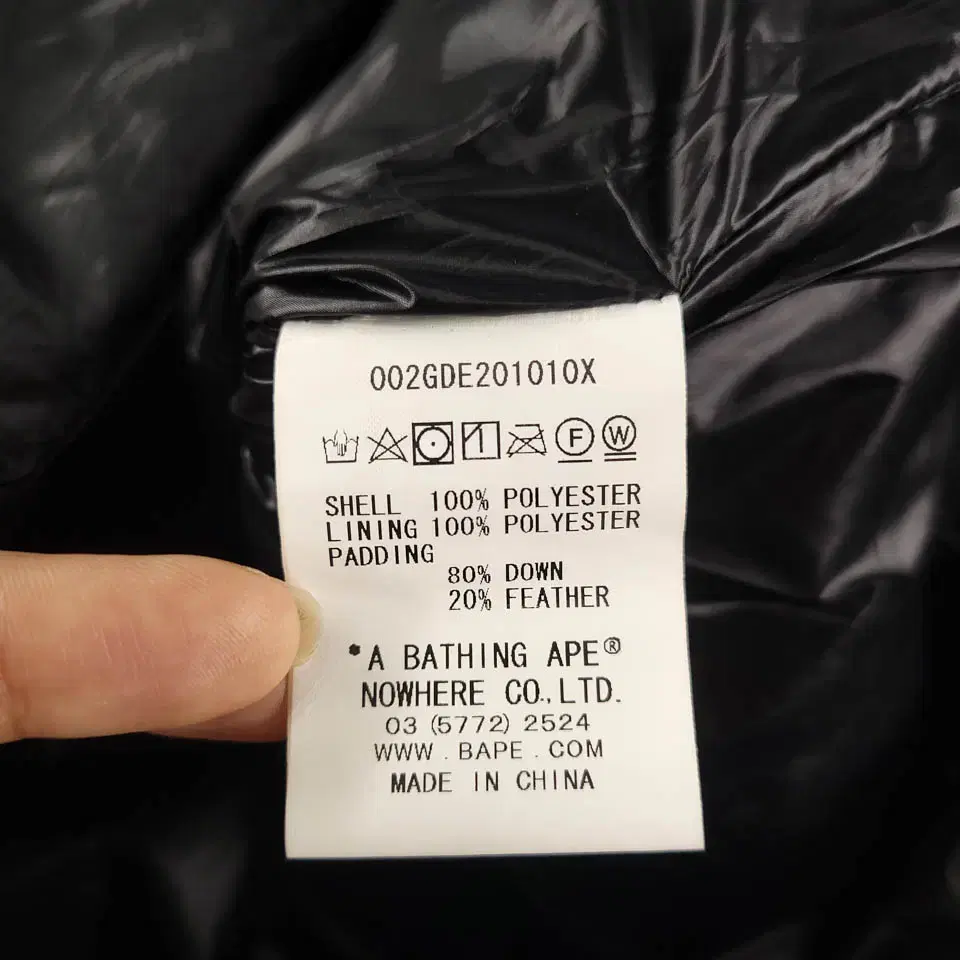 002GDE201010X
F W
SHELL 100% POLYESTER
LINING 100% POLYESTER
PADDING
80% DOWN
20% FEATHER
*A BATHING APE®
NOWHERE CO.,LTD.
03 (5772) 2524
WWW . BAPE . COM
MADE IN CHINA